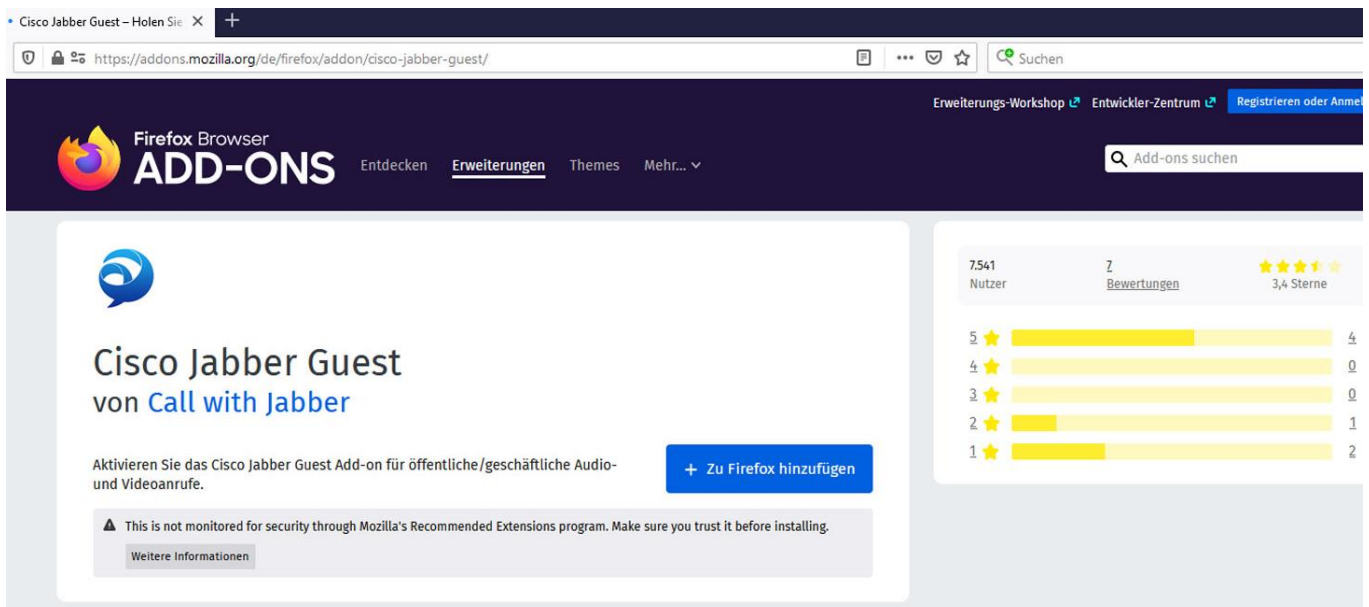 Cisco Jabber Guest – Holen Sie
https://addons.mozilla.org/de/firefox/addon/cisco-jabber-guest/
Suchen
Erweiterungs-Workshop Entwickler-Zentrum Registrieren oder Anmel
Firefox Browser
ADD-ONS
Entdecken Erweiterungen Themes Mehr...
Add-ons suchen
Cisco Jabber Guest
von Call with Jabber
Aktivieren Sie das Cisco Jabber Guest Add-on für öffentliche/geschäftliche Audio-
und Videoanrufe.
+ Zu Firefox hinzufügen
This is not monitored for security through Mozilla's Recommended Extensions program. Make sure you trust it before installing.
Weitere Informationen
7.541 7
Nutzer Bewertungen 3,4 Sterne
5 4
4 0
3 0
2 1
1 2